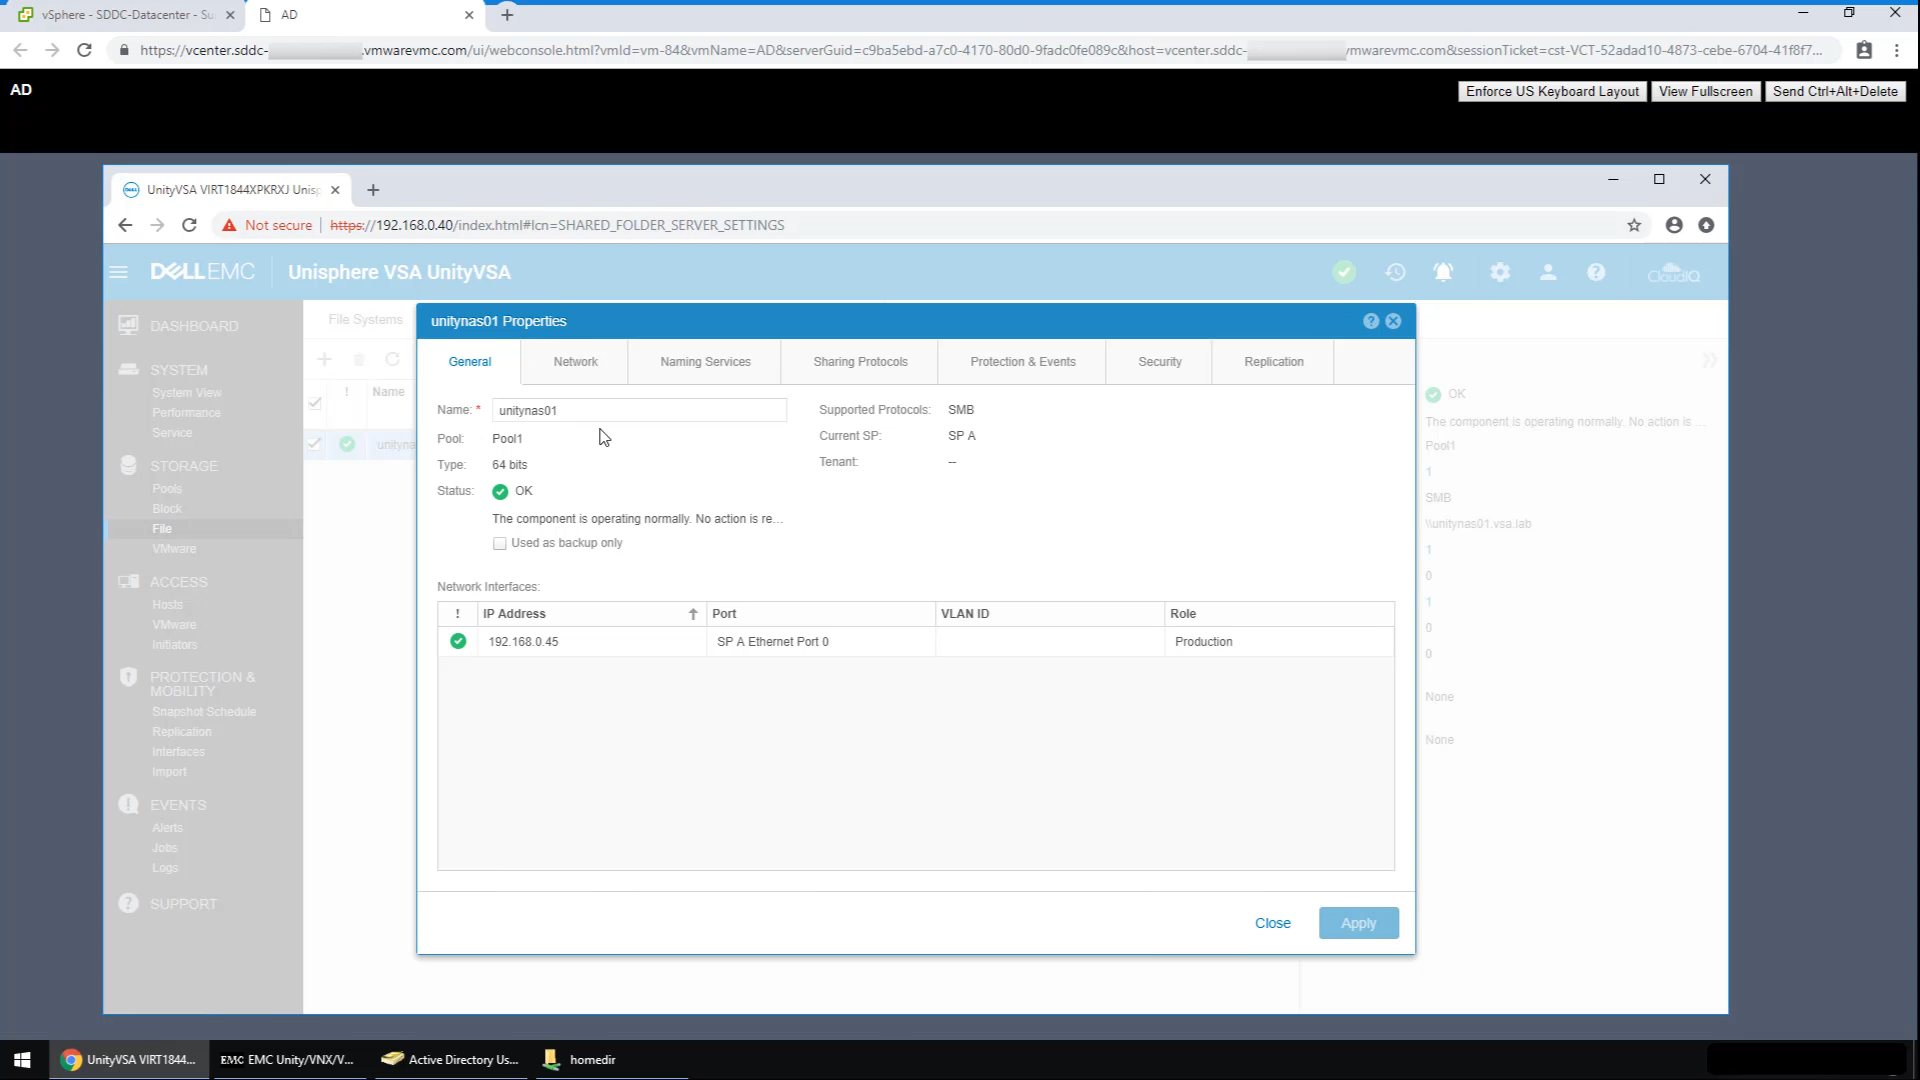 vSphere - SDDC-Datacenter - Su
AD
https://vcenter.sddc- .vmwarevmc.com/ui/webconsole.html?vmId=vm-84&vmName=AD&serverGuid=c9ba5ebd-a7c0-4170-80d0-9fadc0fe089c&host=vcenter.sddc- vmwarevmc.com&sessionTicket=cst-VCT-52adad10-4873-cebe-6704-41f8f7...
AD
Enforce US Keyboard Layout
View Fullscreen
Send Ctrl+Alt+Delete
UnityVSA VIRT1844XPKRXJ Unisp
Not secure
https://192.168.0.40/index.html#lcn=SHARED_FOLDER_SERVER_SETTINGS
DELL EMC
Unisphere VSA UnityVSA
CloudIQ
DASHBOARD
SYSTEM
System View
Performance
Service
STORAGE
Pools
Block
File
VMware
ACCESS
Hosts
VMware
Initiators
PROTECTION &
MOBILITY
Snapshot Schedule
Replication
Interfaces
Import
EVENTS
Alerts
Jobs
Logs
SUPPORT
File Systems
! Name
unityna
unitynas01 Properties
General
Network
Naming Services
Sharing Protocols
Protection & Events
Security
Replication
Name: * unitynas01
Pool: Pool1
Type: 64 bits
Status: OK
The component is operating normally. No action is re...
Used as backup only
Supported Protocols: SMB
Current SP: SP A
Tenant: --
Network Interfaces:
! IP Address Port VLAN ID Role
192.168.0.45 SP A Ethernet Port 0 Production
Close
Apply
OK
The component is operating normally. No action is ...
Pool1
1
SMB
\\unitynas01.vsa.lab
1
0
1
0
0
None
None
UnityVSA VIRT1844...
EMC EMC Unity/VNX/V...
Active Directory Us...
homedir